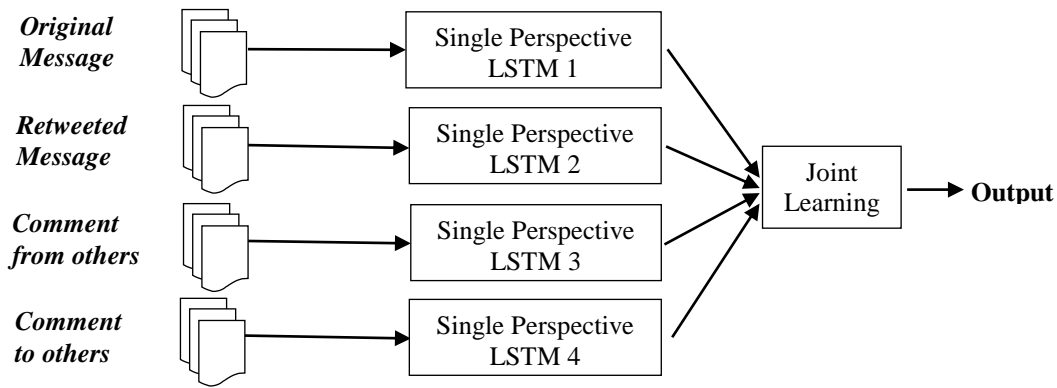 Original
Message
Single Perspective
LSTM 1
Retweeted
Message
Single Perspective
LSTM 2
Joint
Learning
Output
Comment
from others
Single Perspective
LSTM 3
Comment
to others
Single Perspective
LSTM 4